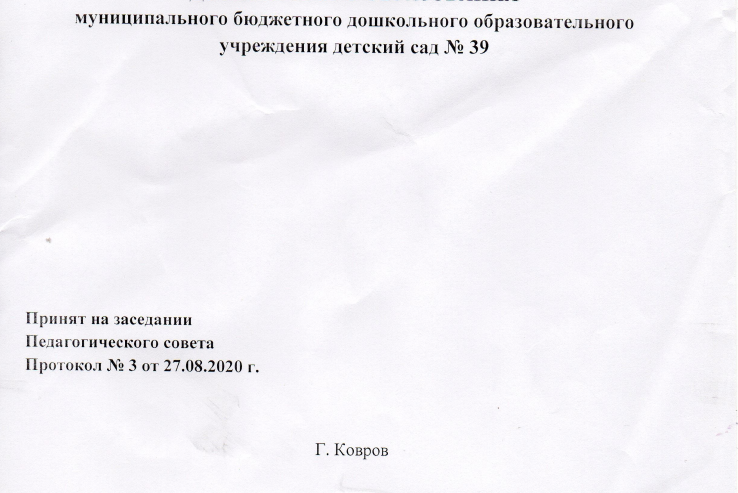 муниципального бюджетного дошкольного образовательного
учреждения детский сад № 39
Принят на заседании
Педагогического совета
Протокол № 3 от 27.08.2020 г.
Г. Ковров